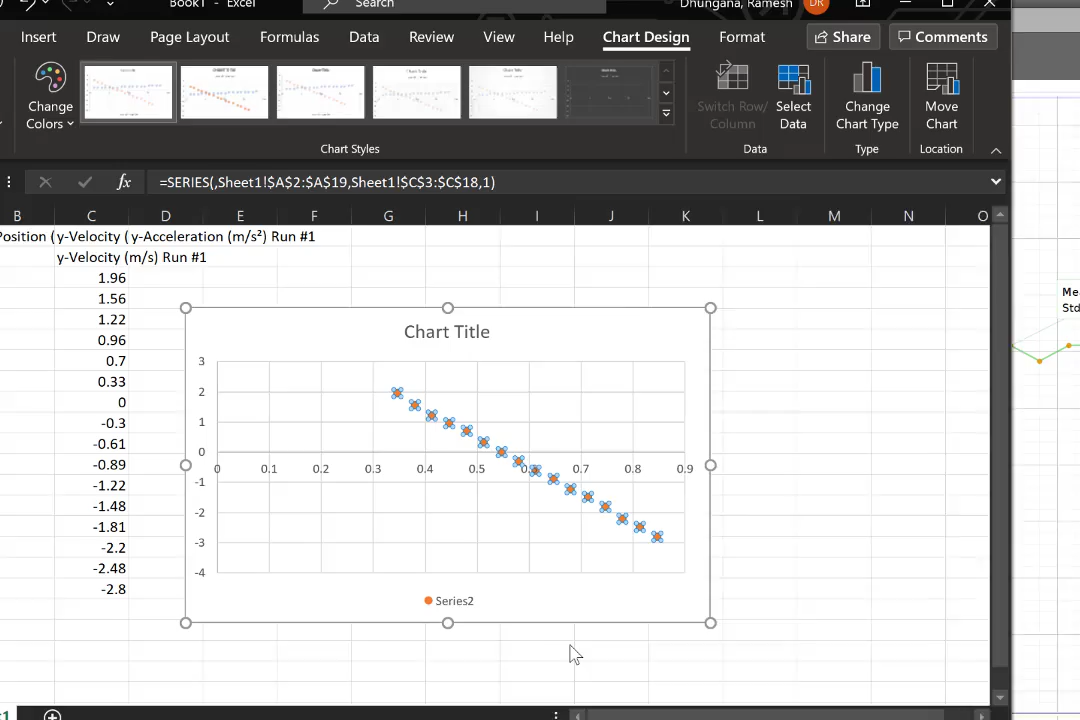 Book1 - Excel
Search
Dhungana, Ramesh
DR
Insert
Draw
Page Layout
Formulas
Data
Review
View
Help
Chart Design
Format
Share
Comments
Change
Colors
Switch Row/
Column
Select
Data
Change
Chart Type
Move
Chart
Chart Styles
Data
Type
Location
fx
=SERIES(,Sheet1!$A$2:$A$19,Sheet1!$C$3:$C$18,1)
B C D E F G H I J K L M N O
Position ( y-Velocity ( y-Acceleration (m/s²) Run #1
y-Velocity (m/s) Run #1
1.96
1.56
1.22
0.96
0.7
0.33
0
-0.3
-0.61
-0.89
-1.22
-1.48
-1.81
-2.2
-2.48
-2.8
Chart Title
3
2
1
0
-1
-2
-3
-4
0 0.1 0.2 0.3 0.4 0.5 0.6 0.7 0.8 0.9
Series2
Mea
Std